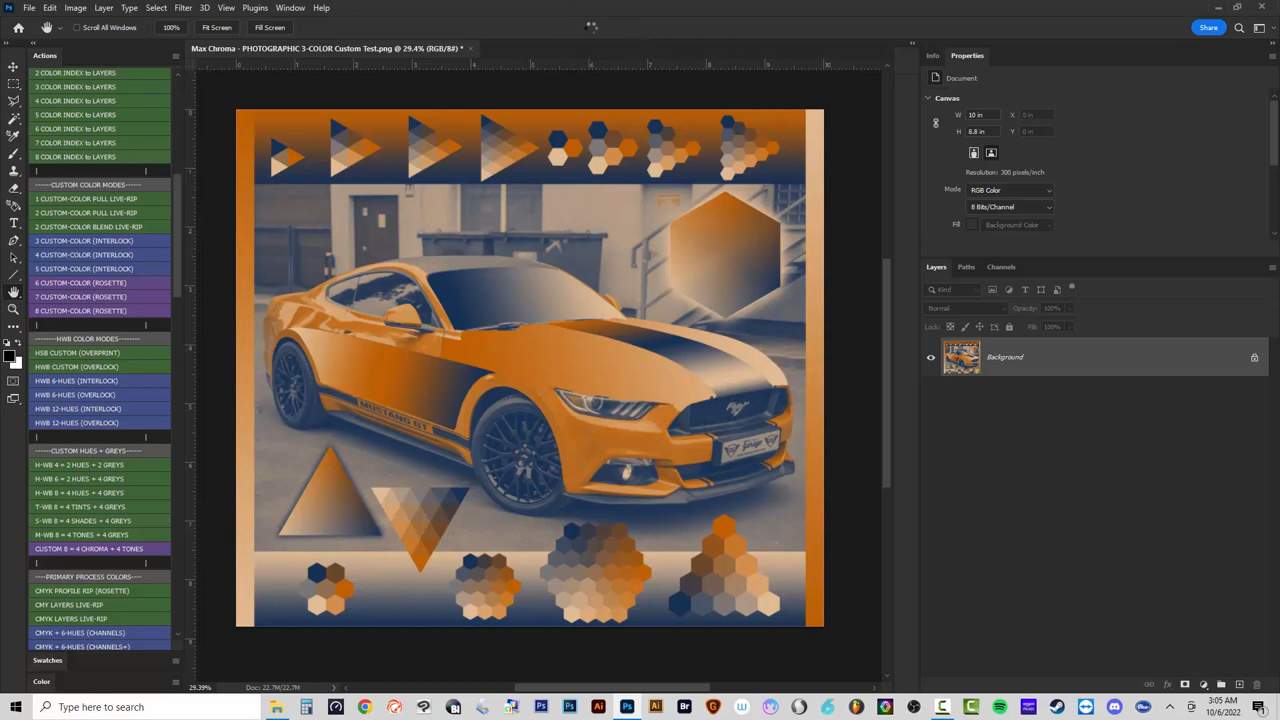 File Edit Image Layer Type Select Filter 3D View Plugins Window Help
Scroll All Windows 100% Fit Screen Fill Screen Share
Actions
Max Chroma - PHOTOGRAPHIC 3-COLOR Custom Test.png @ 29.4% (RGB/8#) *
Info Properties
2 COLOR INDEX to LAYERS
3 COLOR INDEX to LAYERS
4 COLOR INDEX to LAYERS
5 COLOR INDEX to LAYERS
6 COLOR INDEX to LAYERS
7 COLOR INDEX to LAYERS
8 COLOR INDEX to LAYERS
------CUSTOM COLOR MODES------
1 CUSTOM-COLOR PULL LIVE-RIP
2 CUSTOM-COLOR PULL LIVE-RIP
2 CUSTOM-COLOR BLEND LIVE-RIP
3 CUSTOM-COLOR (INTERLOCK)
4 CUSTOM-COLOR (INTERLOCK)
5 CUSTOM-COLOR (INTERLOCK)
6 CUSTOM-COLOR (ROSETTE)
7 CUSTOM-COLOR (ROSETTE)
8 CUSTOM-COLOR (ROSETTE)
--------HWB COLOR MODES--------
HSB CUSTOM (OVERPRINT)
HWB CUSTOM (OVERLOCK)
HWB 6-HUES (INTERLOCK)
HWB 12-HUES (INTERLOCK)
HWB 12-HUES (OVERLOCK)
------CUSTOM HUES + GREYS------
H-WB 4 = 2 HUES + 2 GREYS
H-WB 6 = 2 HUES + 4 GREYS
H-WB 8 = 4 HUES + 4 GREYS
T-WB 8 = 4 TINTS + 4 GREYS
S-WB 8 = 4 SHADES + 4 GREYS
M-WB 8 = 4 TONES + 4 GREYS
CUSTOM 8 = 4 CHROMA + 4 TONES
----PRIMARY PROCESS COLORS----
CMYK PROFILE RIP (ROSETTE)
CMY LAYERS LIVE-RIP
CMYK LAYERS LIVE RIP
CMYK + 6-HUES (CHANNELS)
CMYK + 6-HUES (CHANNELS+)
Swatches
Color
MUSTANG GT
Garage
Document
Canvas
W 10 in X 0 in
H 8.8 in Y 0 in
Resolution: 300 pixels/inch
Mode RGB Color
8 Bits/Channel
Fill Background Color
Layers Paths Channels
Kind
Normal Opacity: 100%
Lock: Fill: 100%
Background
29.39% Doc: 22.7M/22.7M
Type here to search
3:05 AM
10/6/2022